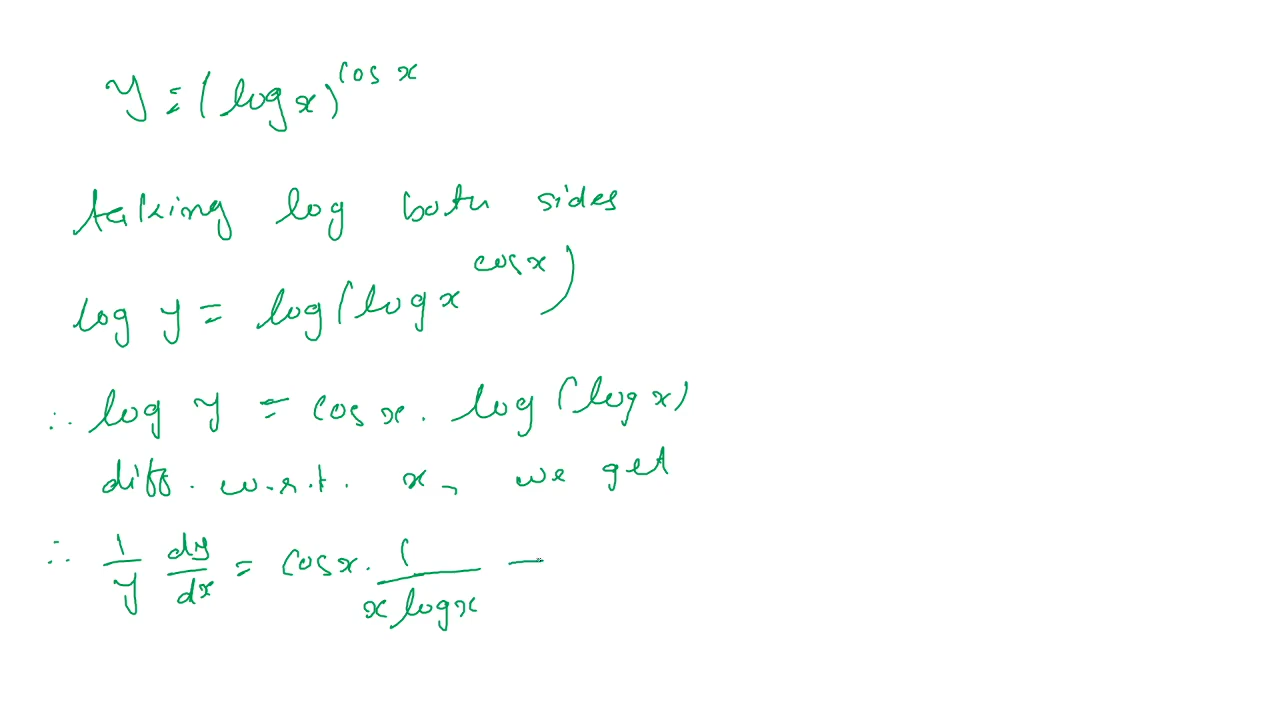 y = (log x)^cos x
taking log both sides
log y = log(log x^cos x)
∴ log y = cos x . log (log x)
diff. w.r.t. x, we get
∴ 1/y dy/dx = cos x . 1/(x log x) —